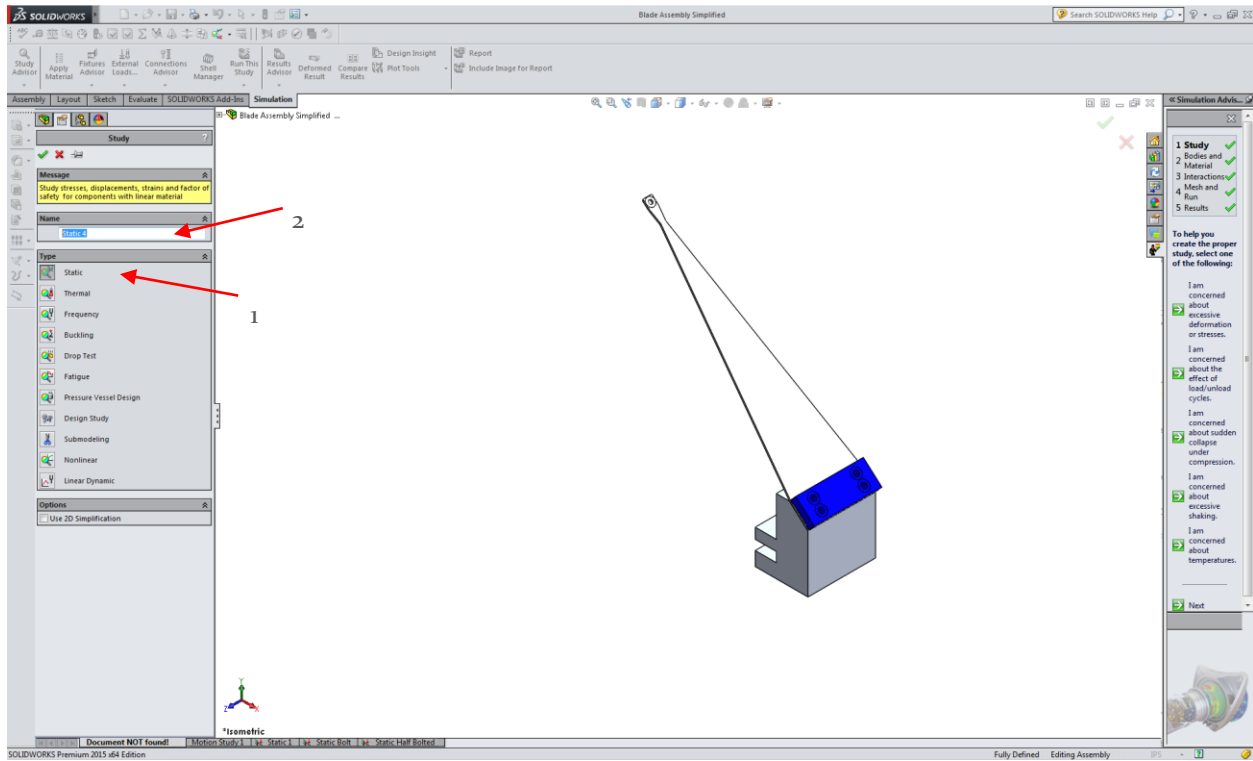 SOLIDWORKS
Blade Assembly Simplified
Search SOLIDWORKS Help
Study Advisor
Apply Material
Fixtures Advisor
External Loads...
Connections Advisor
Shell Manager
Run This Study
Results Advisor
Deformed Result
Compare Results
Design Insight
Plot Tools
Report
Include Image for Report
Assembly Layout Sketch Evaluate SOLIDWORKS Add-Ins Simulation
Blade Assembly Simplified ...
Study ?
Message
Study stresses, displacements, strains and factor of
safety for components with linear material
Name
Static 4
2
Type
Static
1
Thermal
Frequency
Buckling
Drop Test
Fatigue
Pressure Vessel Design
Design Study
Submodeling
Nonlinear
Linear Dynamic
Options
Use 2D Simplification
« Simulation Advis...
1 Study
2 Bodies and
Material
3 Interactions
4 Mesh and
Run
5 Results
To help you
create the proper
study, select one
of the following:
I am
concerned
about
excessive
deformation
or stresses.
I am
concerned
about the
effect of
load/unload
cycles.
I am
concerned
about sudden
collapse
under
compression.
I am
concerned
about
excessive
shaking.
I am
concerned
about
temperatures.
Next
Y
Z X
*Isometric
Document NOT found! Motion Study 1 Static 1 Static Bolt Static Half Bolted
SOLIDWORKS Premium 2015 x64 Edition
Fully Defined Editing Assembly IPS